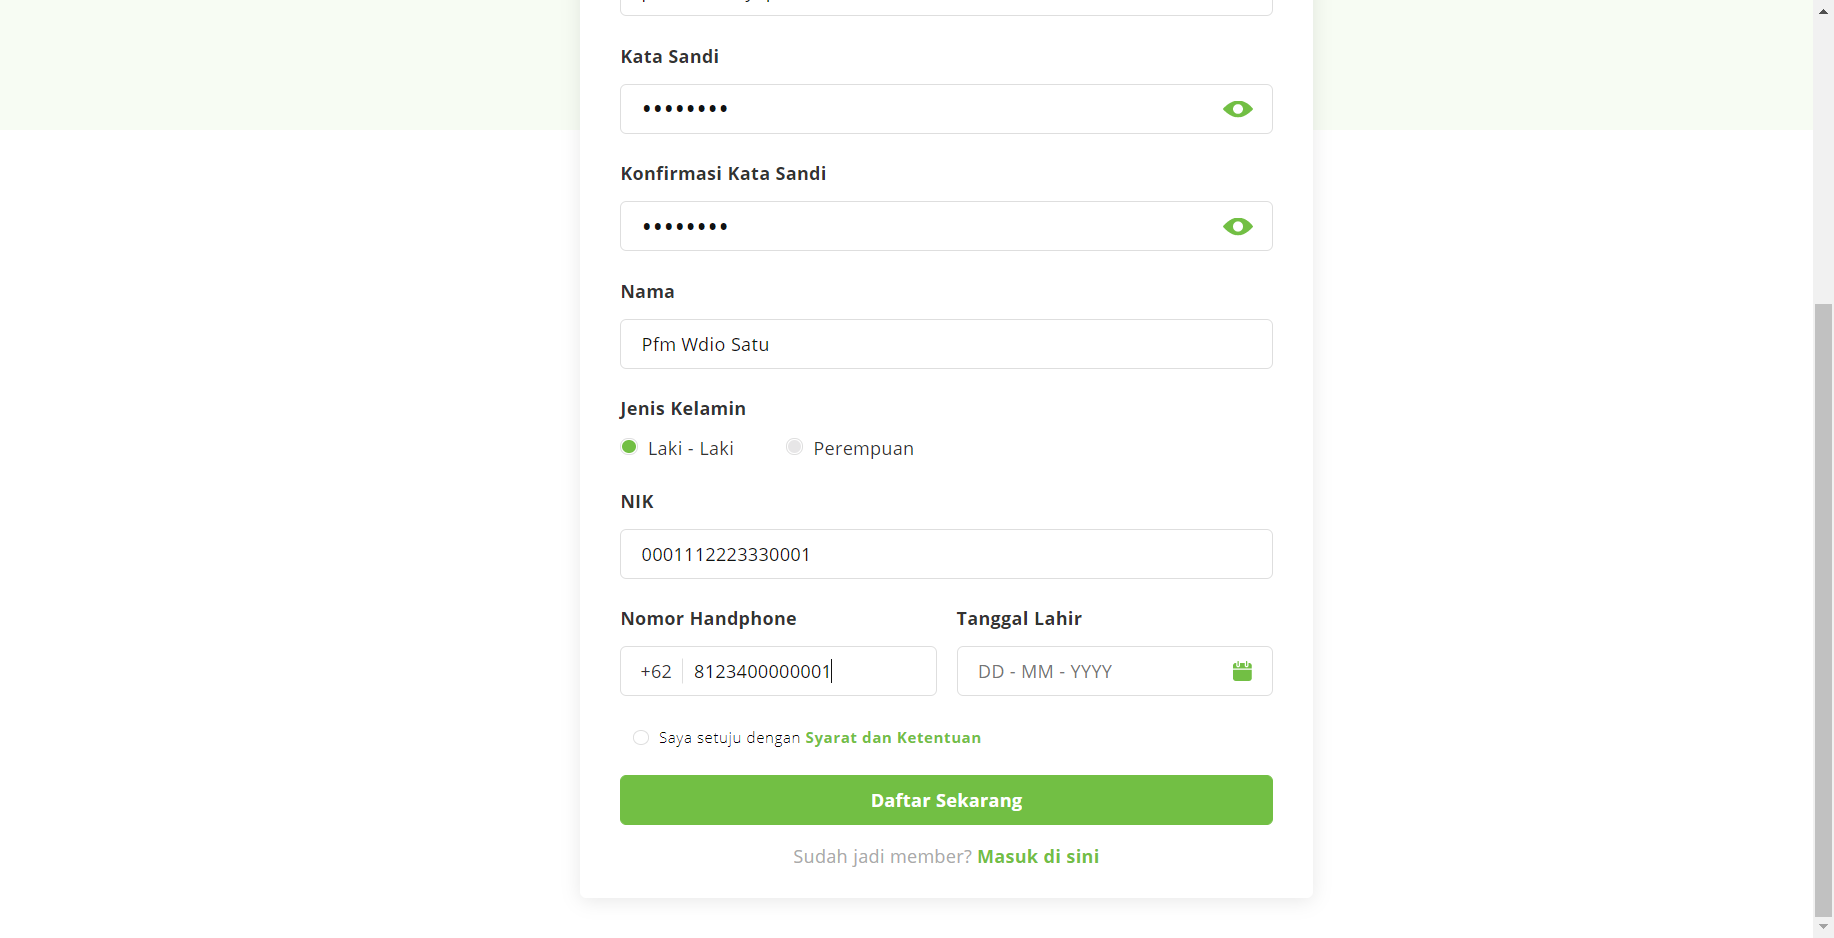 Kata Sandi
••••••••
Konfirmasi Kata Sandi
••••••••
Nama
Pfm Wdio Satu
Jenis Kelamin
Laki - Laki Perempuan
NIK
0001112223330001
Nomor Handphone Tanggal Lahir
+62 8123400000001 DD - MM - YYYY
Saya setuju dengan Syarat dan Ketentuan
Daftar Sekarang
Sudah jadi member? Masuk di sini